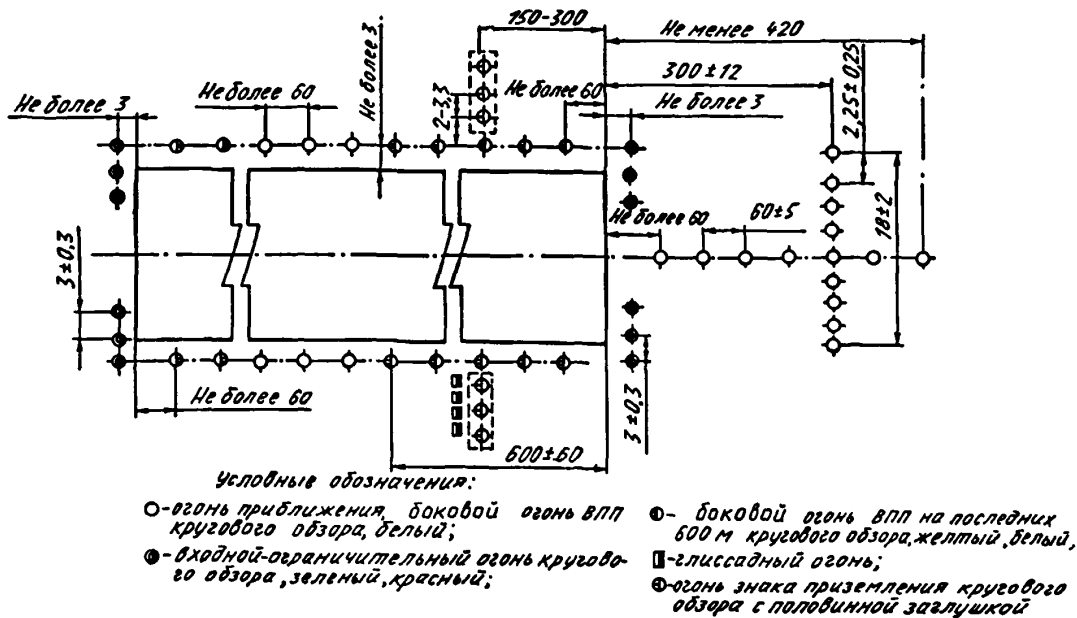 150-300
Не менее 420
300±12
Не более 3
Не более 60
Не более 3
2-3,3
Не более 60
Не более 3
2,25±0,25
Не более 60
60±5
18±2
3±0,3
Не более 60
3±0,3
600±60
Условные обозначения:
-огонь приближения, боковой огонь ВПП
кругового обзора, белый;
-входной-ограничительный огонь кругово-
го обзора, зеленый, красный;
- боковой огонь ВПП на последних
600 м кругового обзора, желтый, белый,
-глиссадный огонь;
-огонь знака приземления кругового
обзора с половинной заглушкой